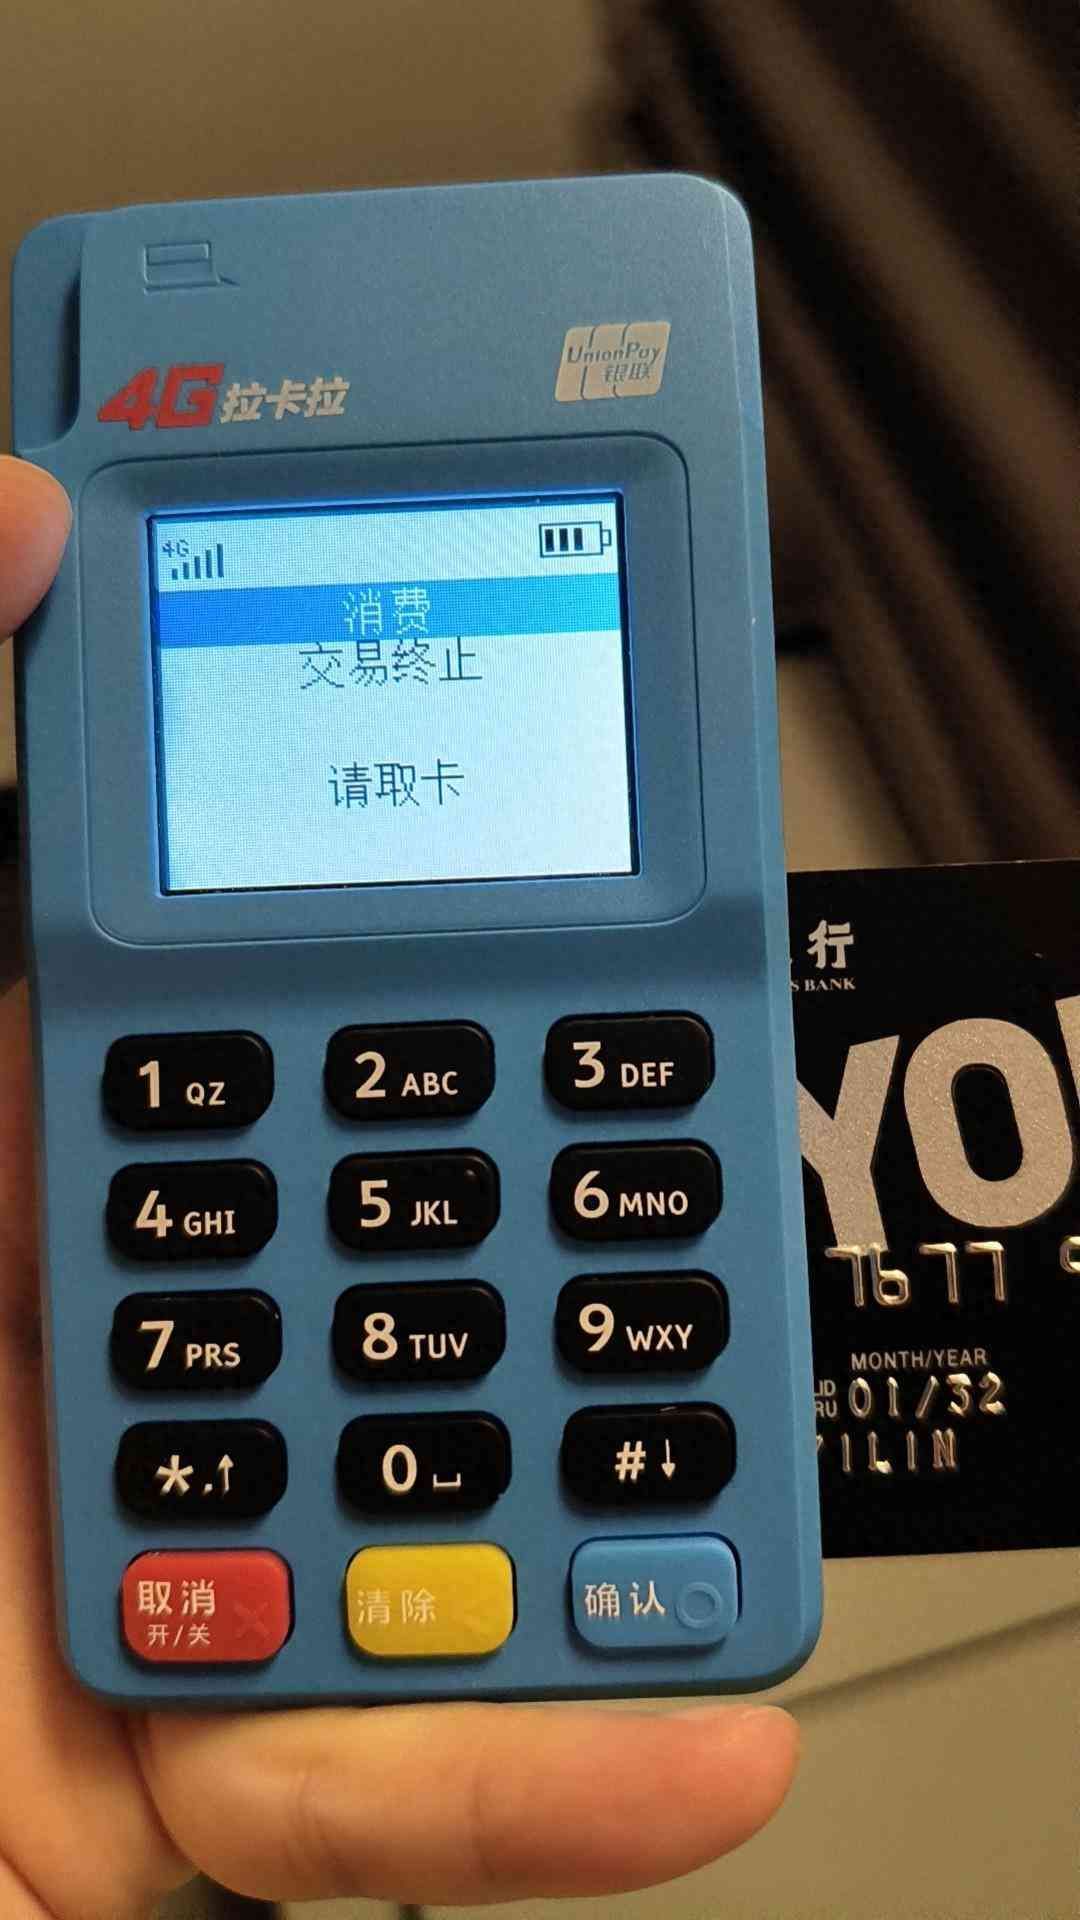 4G拉卡拉
UnionPay
银联
4G
消费
交易终止
请取卡
行
S BANK
YO
7677
MONTH/YEAR
01/32
ILIN
1 QZ
2 ABC
3 DEF
4 GHI
5 JKL
6 MNO
7 PRS
8 TUV
9 WXY
*.↑
0 ⎵
#↓
取消
开/关
清除
确认